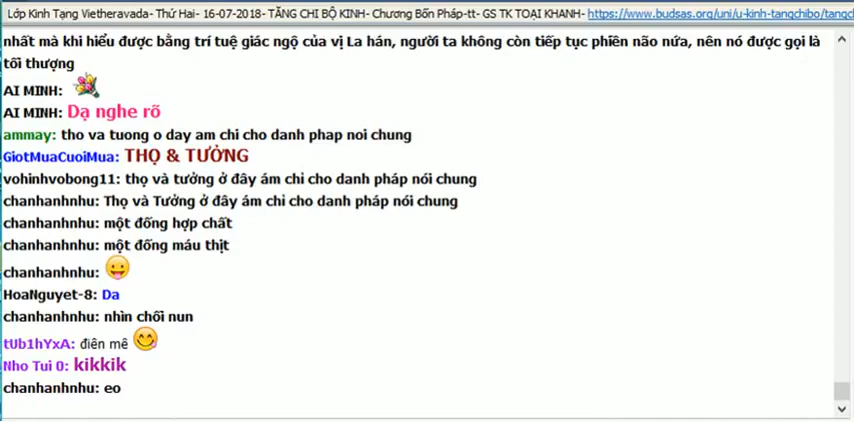 Lớp Kinh Tạng Vietheravada- Thứ Hai- 16-07-2018- TĂNG CHI BỘ KINH- Chương Bốn Pháp-tt- GS TK TOẠI KHANH- https://www.budsas.org/uni/u-kinh-tangchibo/tangc
nhất mà khi hiểu được bằng trí tuệ giác ngộ của vị La hán, người ta không còn tiếp tục phiền não nứa, nên nó được gọi là
tối thượng
AI MINH:
AI MINH: Dạ nghe rõ
ammay: tho va tuong o day am chi cho danh phap noi chung
GiotMuaCuoiMua: THỌ & TƯỞNG
vohinhvobong11: thọ và tưởng ở đây ám chỉ cho danh pháp nói chung
chanhanhnhu: Thọ và Tưởng ở đây ám chỉ cho danh pháp nói chung
chanhanhnhu: một đống hợp chất
chanhanhnhu: một đống máu thịt
chanhanhnhu:
HoaNguyet-8: Da
chanhanhnhu: nhìn chối nun
tUb1hYxA: điên mê
Nho Tui 0: kikkik
chanhanhnhu: eo